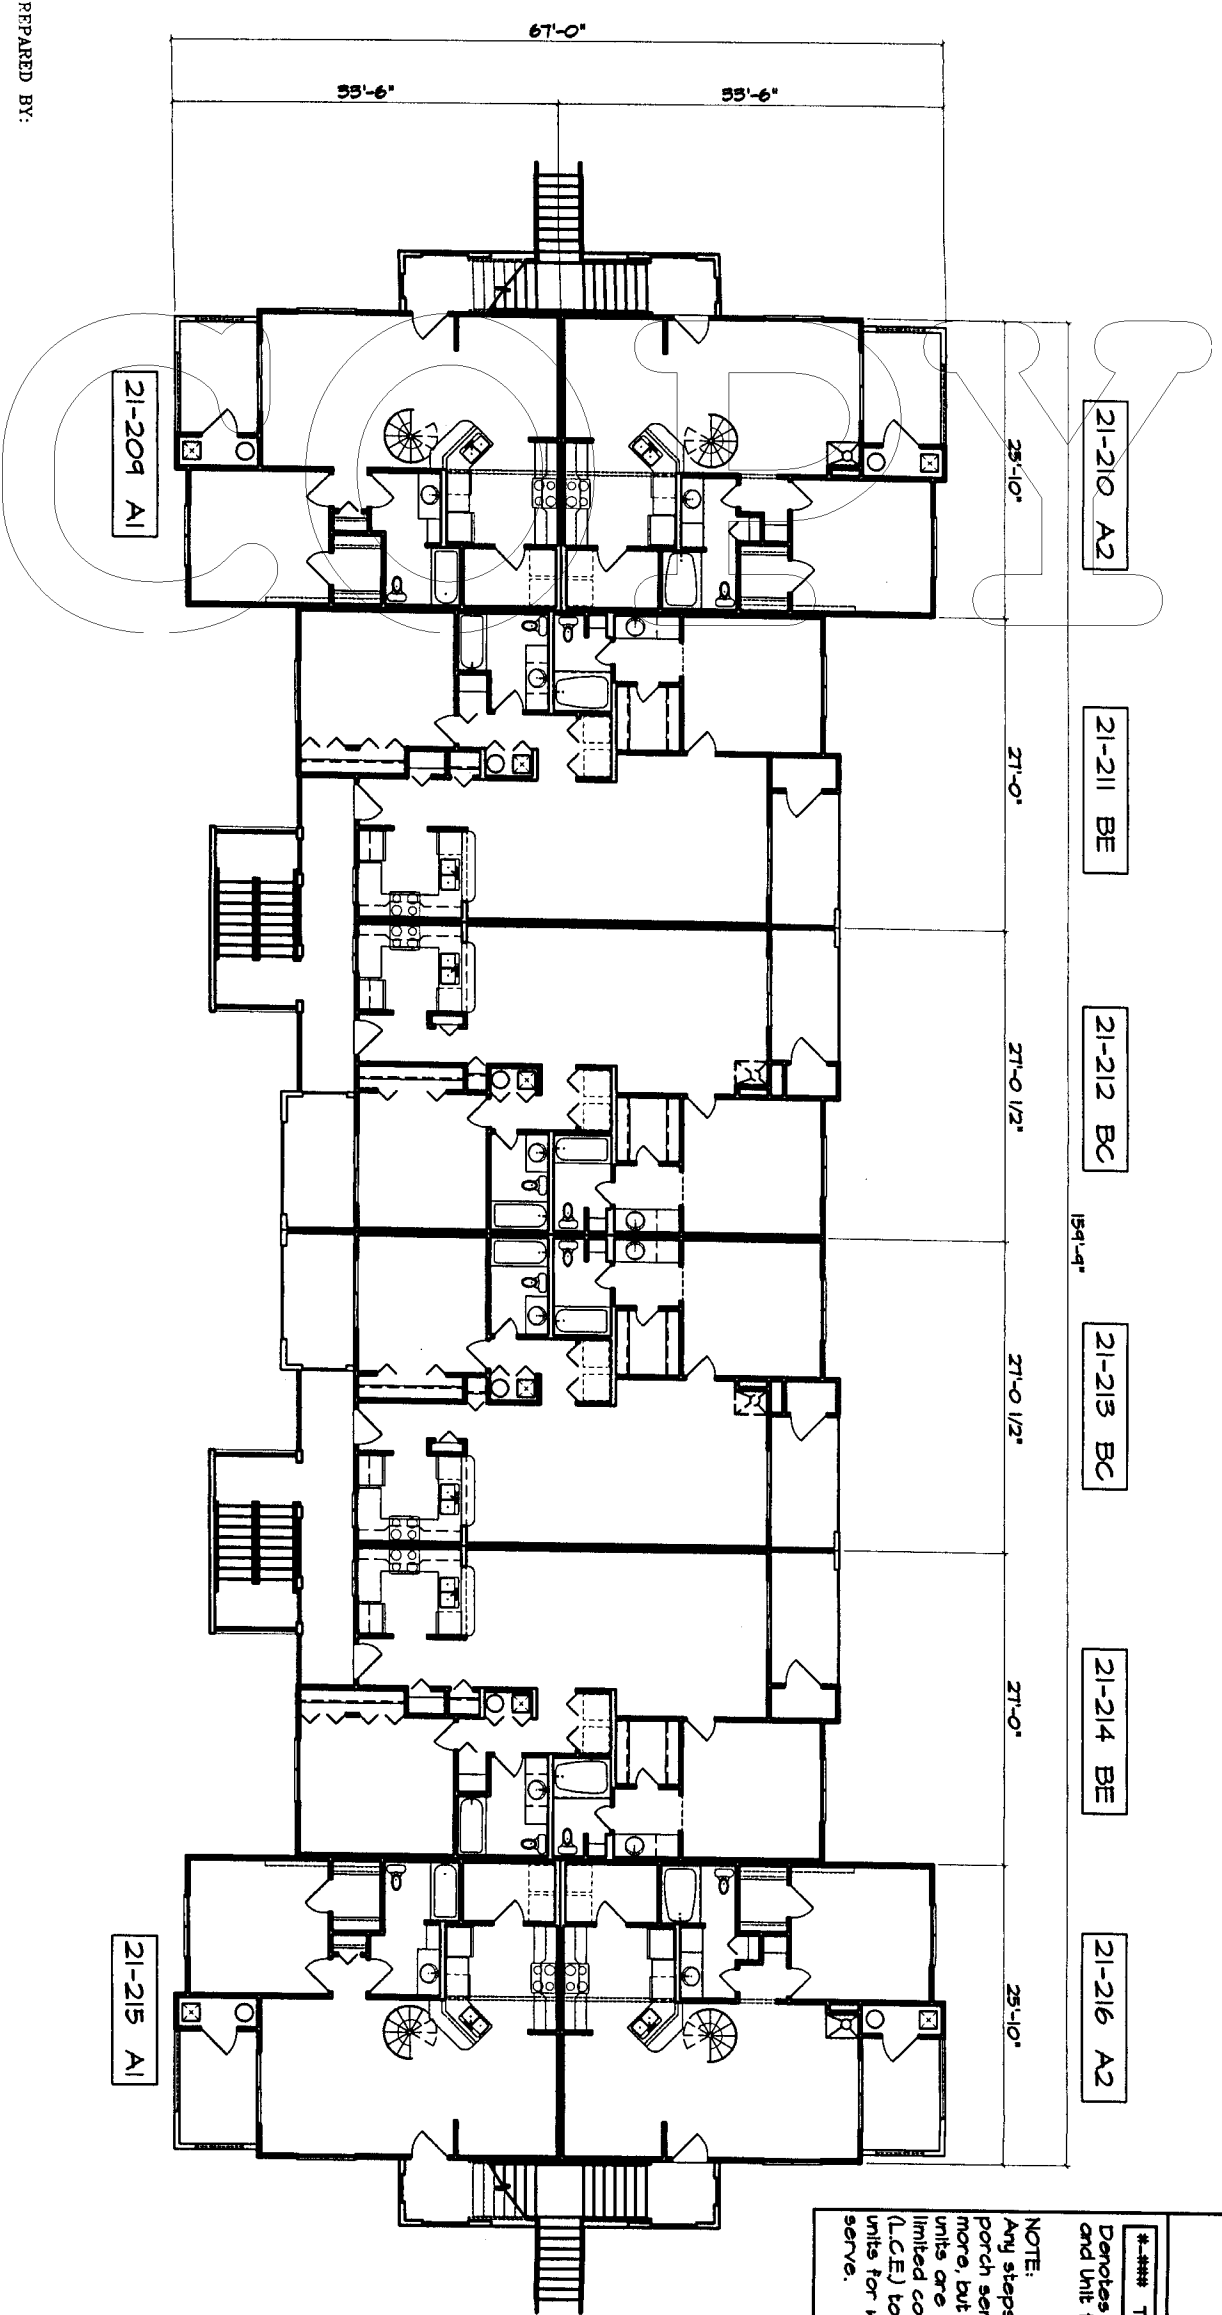 REPARED BY:
67'-0"
33'-6"
33'-6"
COPY
21-209 A1
21-210 A2
25'-10"
21-211 BE
27'-0"
21-212 BC
27'-0 1/2"
159'-9"
21-213 BC
27'-0 1/2"
21-214 BE
27'-0"
21-215 A1
21-216 A2
25'-10"
#-### T
Denotes
and Unit
NOTE:
Any steps
porch ser
more, but
units are
limited co
(L.C.E.) to
units for
serve.